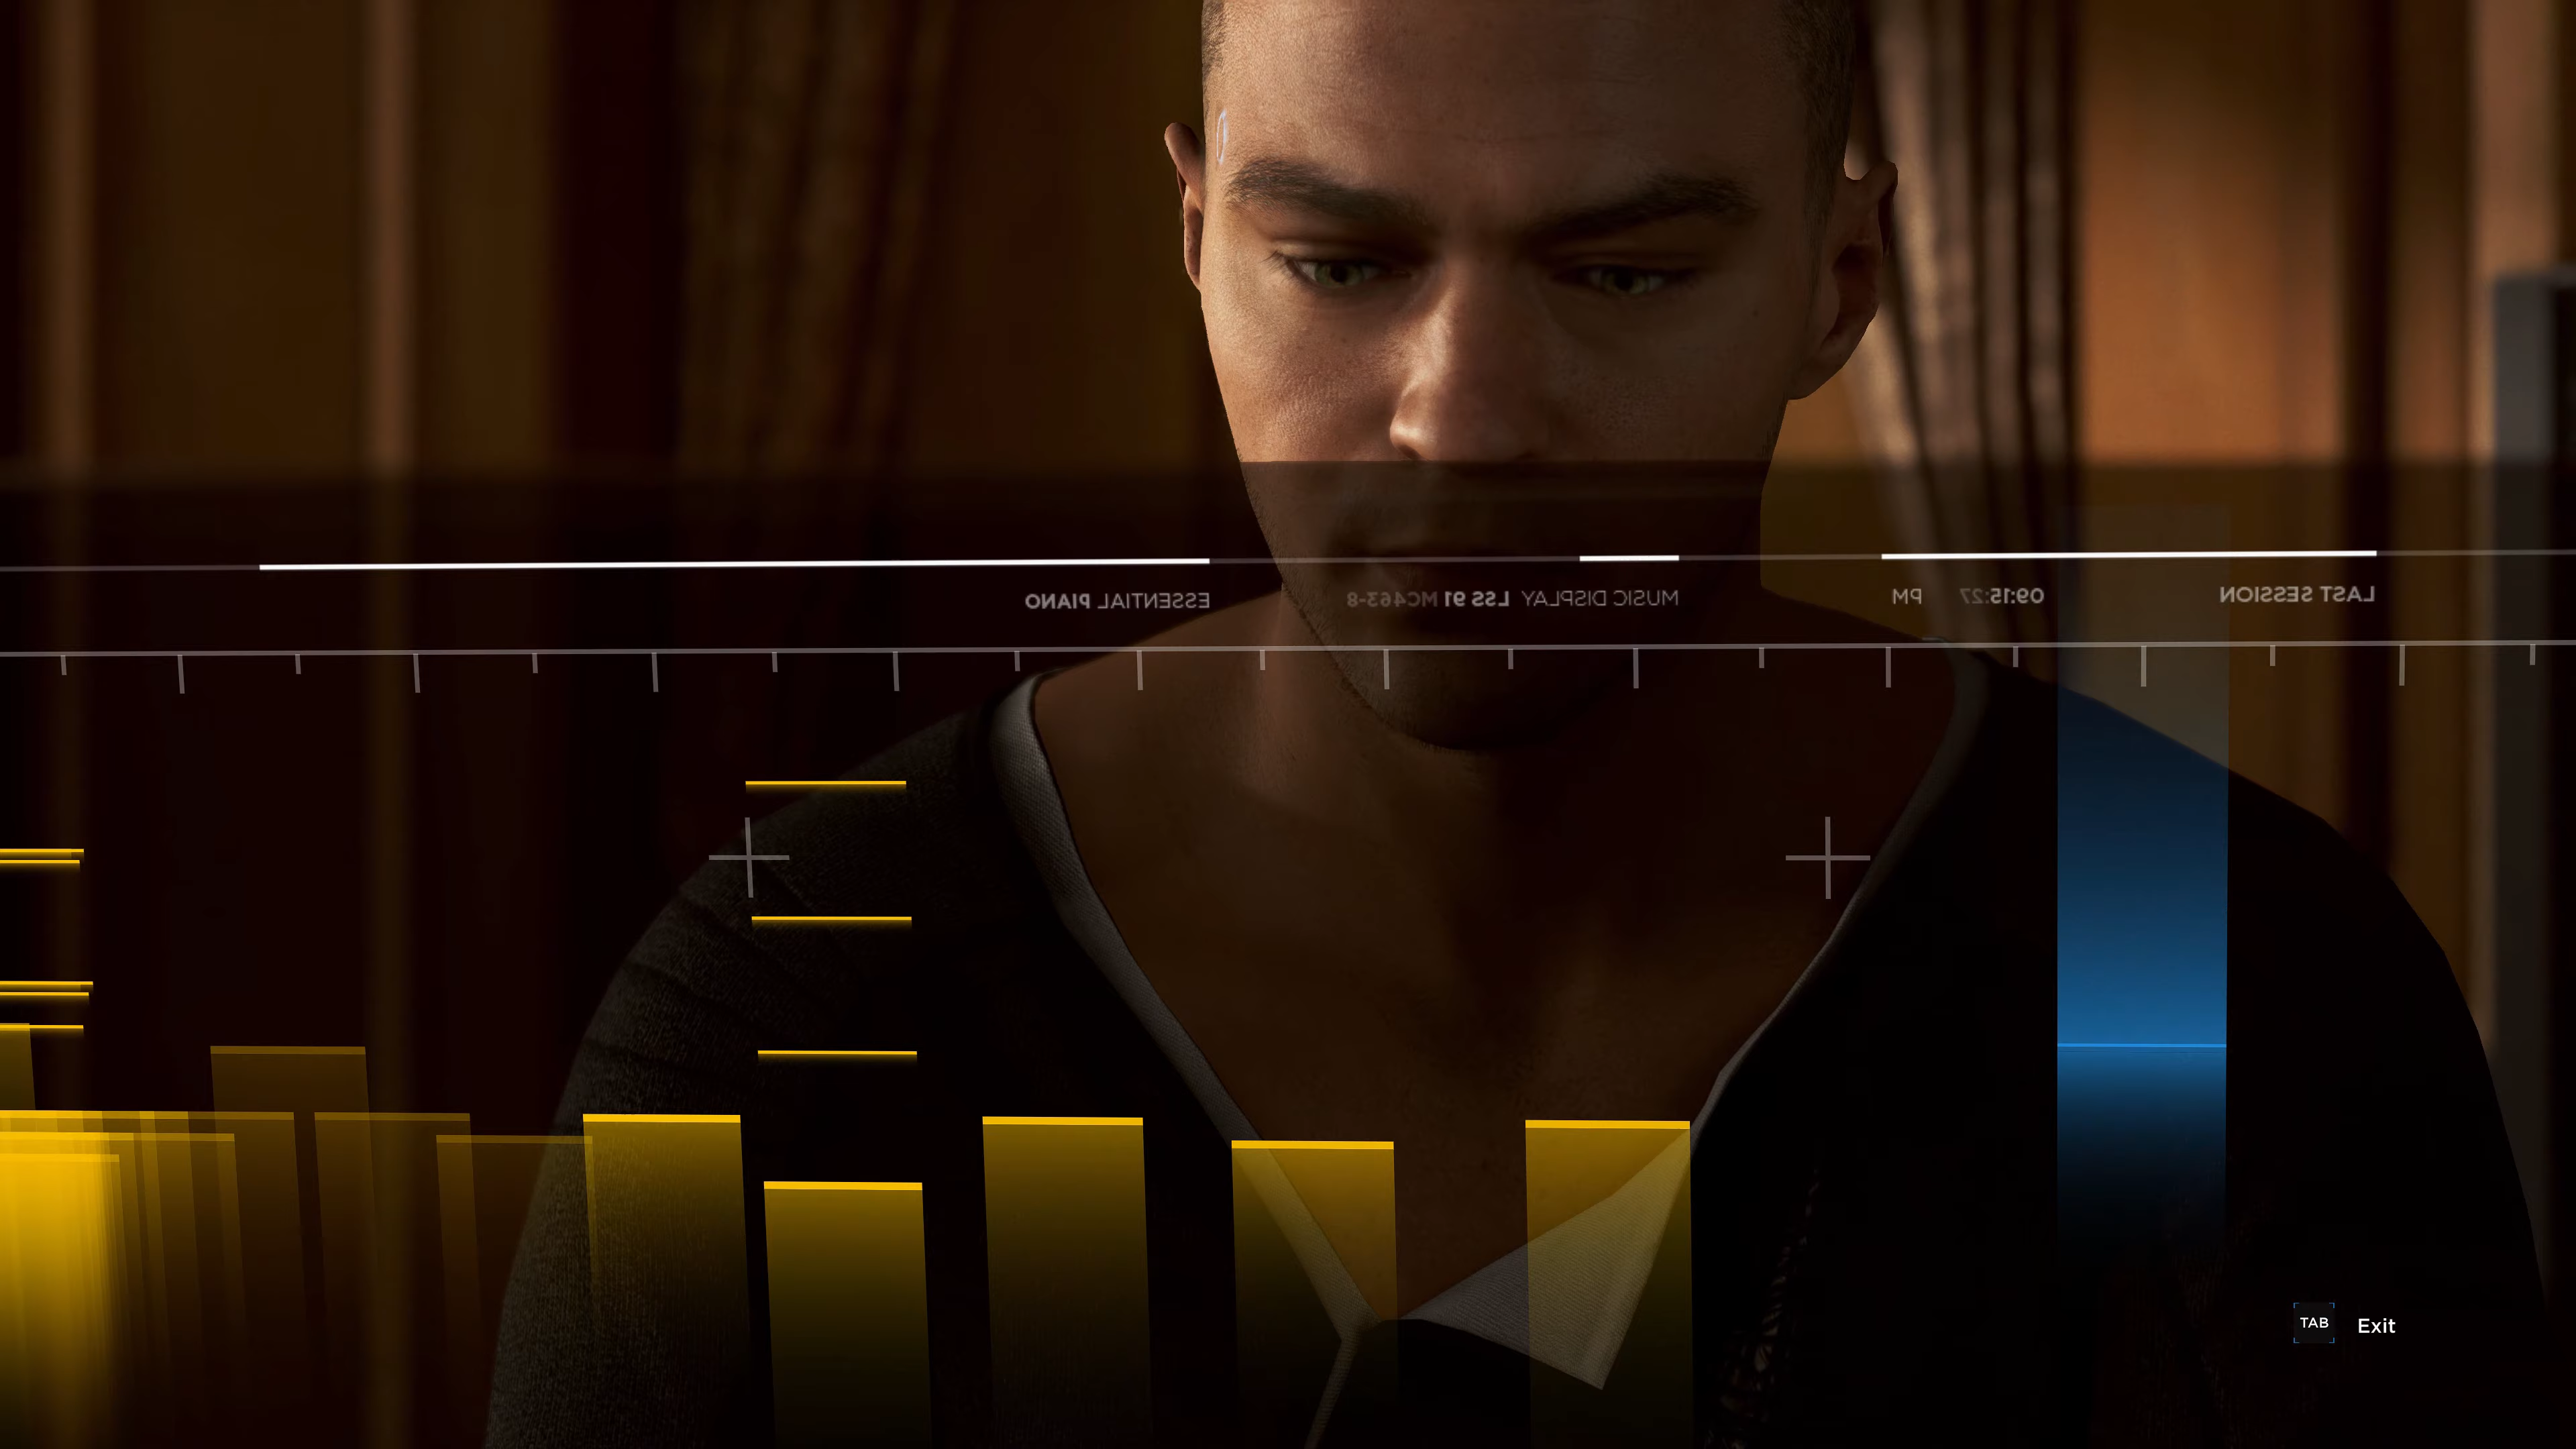 LAST SESSION
09:15:27 PM
MUSIC DISPLAY LSS 91 MC463-8
ESSENTIAL PIANO
TAB Exit